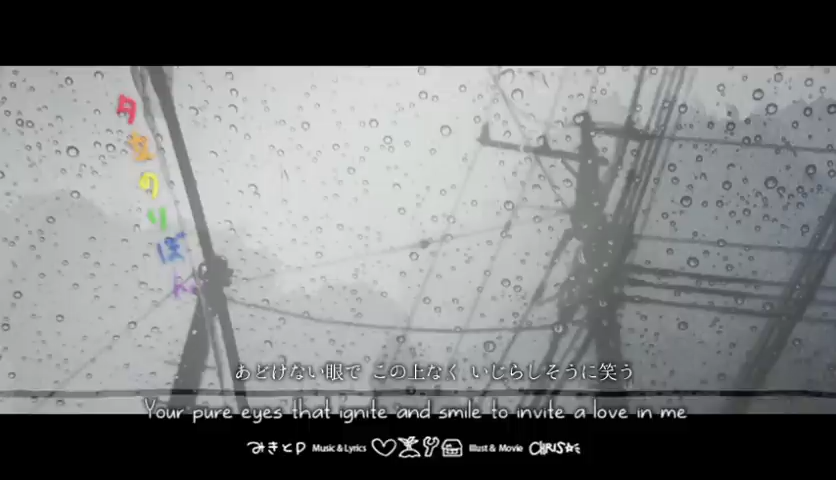 夕立のりぼん
あどけない眼で この上なく いじらしそうに笑う
Your pure eyes that ignite and smile to invite a love in me
みきとP Music & Lyrics Illust & Movie CHRIS